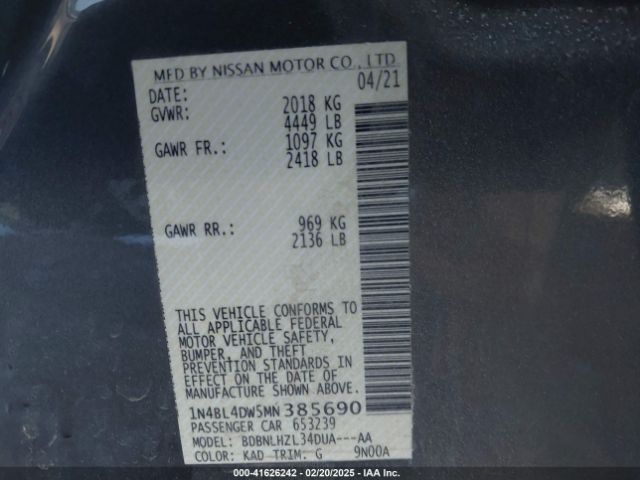 MFD BY NISSAN MOTOR CO.,LTD
DATE: 04/21
GVWR: 2018 KG
4449 LB
GAWR FR.: 1097 KG
2418 LB
GAWR RR.: 969 KG
2136 LB
THIS VEHICLE CONFORMS TO
ALL APPLICABLE FEDERAL
MOTOR VEHICLE SAFETY,
BUMPER, AND THEFT
PREVENTION STANDARDS IN
EFFECT ON THE DATE OF
MANUFACTURE SHOWN ABOVE.
1N4BL4DW5MN385690
PASSENGER CAR 653239
MODEL: BDBNLHZL34DUA---AA
COLOR: KAD TRIM. G 9N00A
000-41626242 - 02/20/2025 - IAAI.com